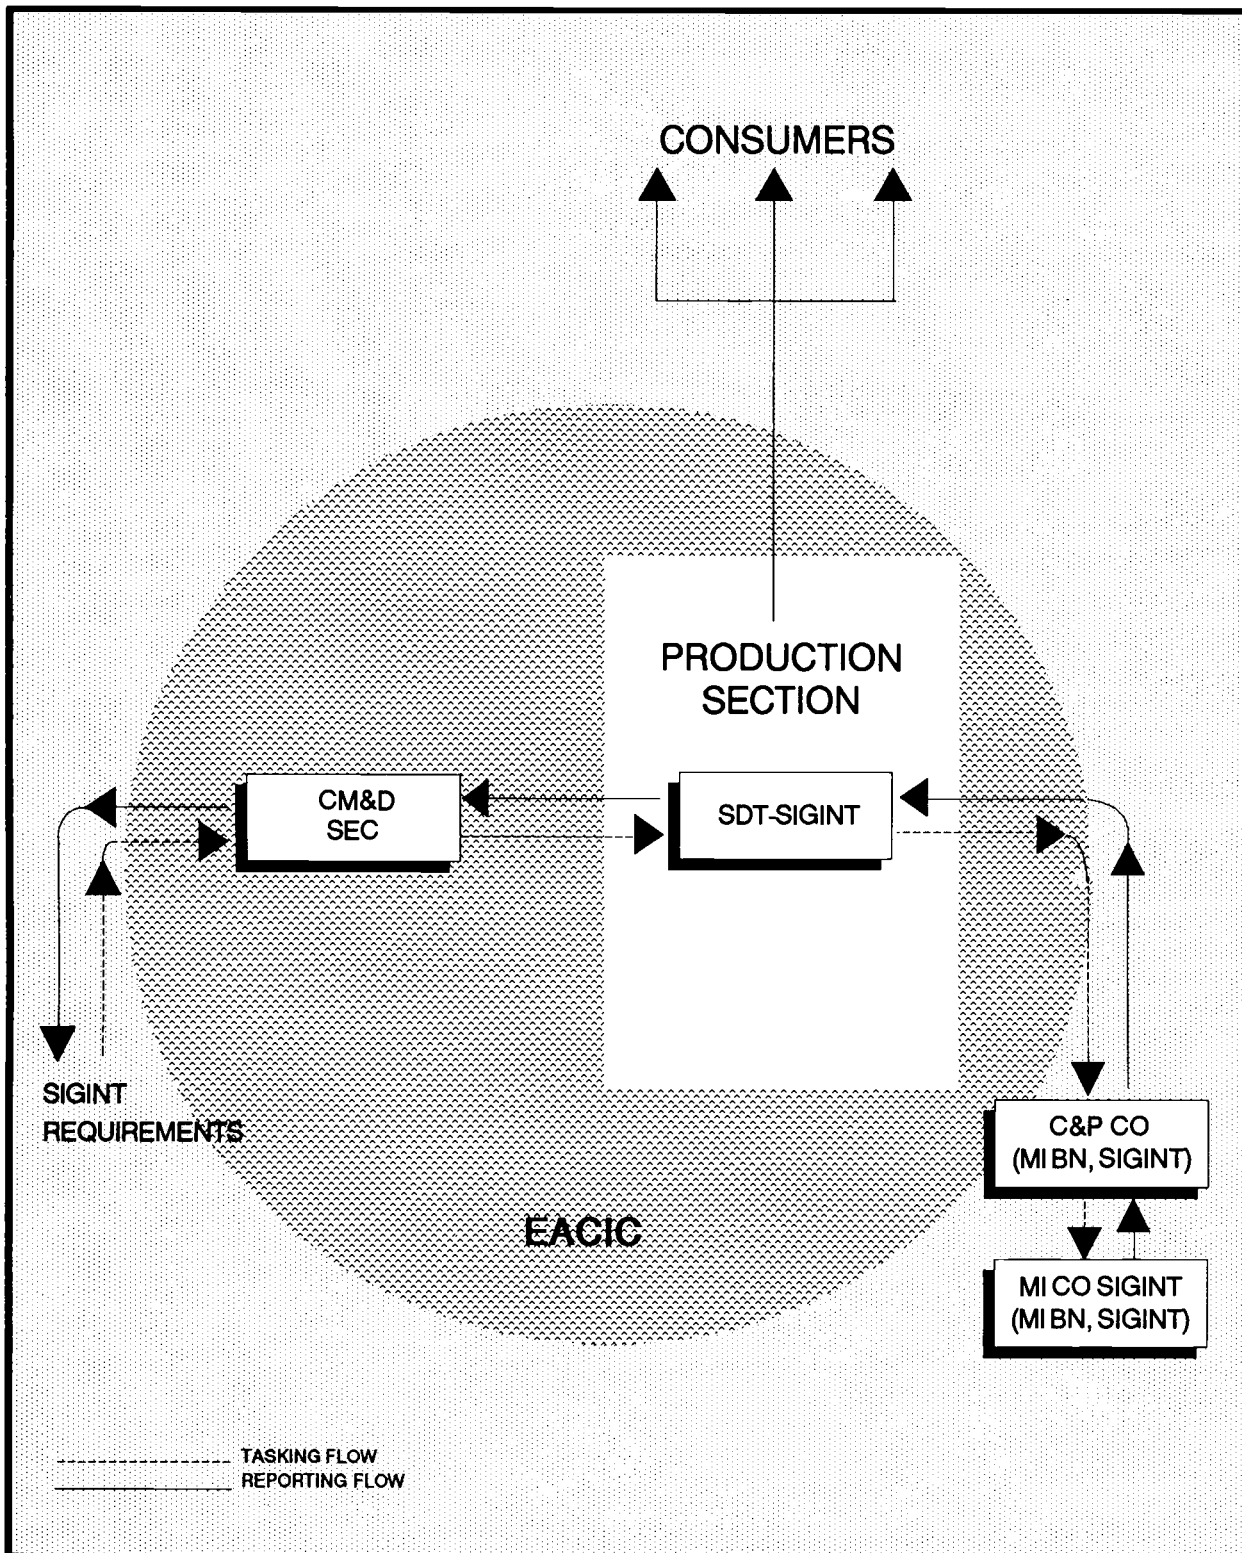 CONSUMERS
PRODUCTION
SECTION
CM&D
SEC
SDT-SIGINT
SIGINT
REQUIREMENTS
C&P CO
(MI BN, SIGINT)
EACIC
MI CO SIGINT
(MI BN, SIGINT)
TASKING FLOW
REPORTING FLOW